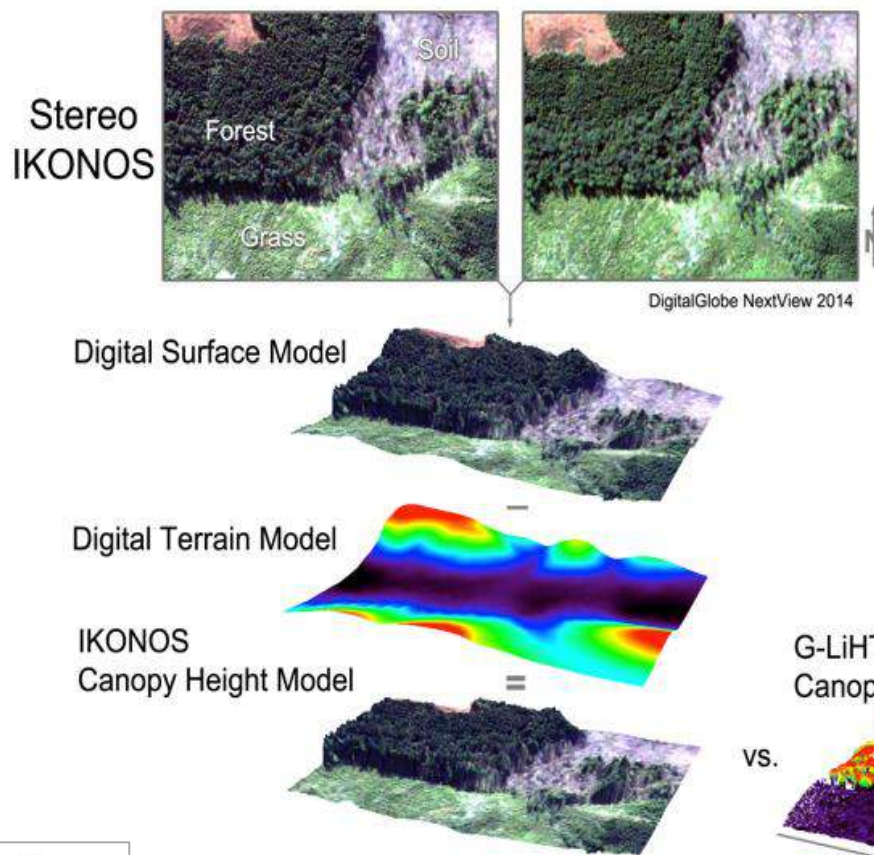 Stereo
IKONOS
Soil
Forest
Grass
DigitalGlobe NextView 2014
Digital Surface Model
–
Digital Terrain Model
IKONOS
Canopy Height Model
=
vs.